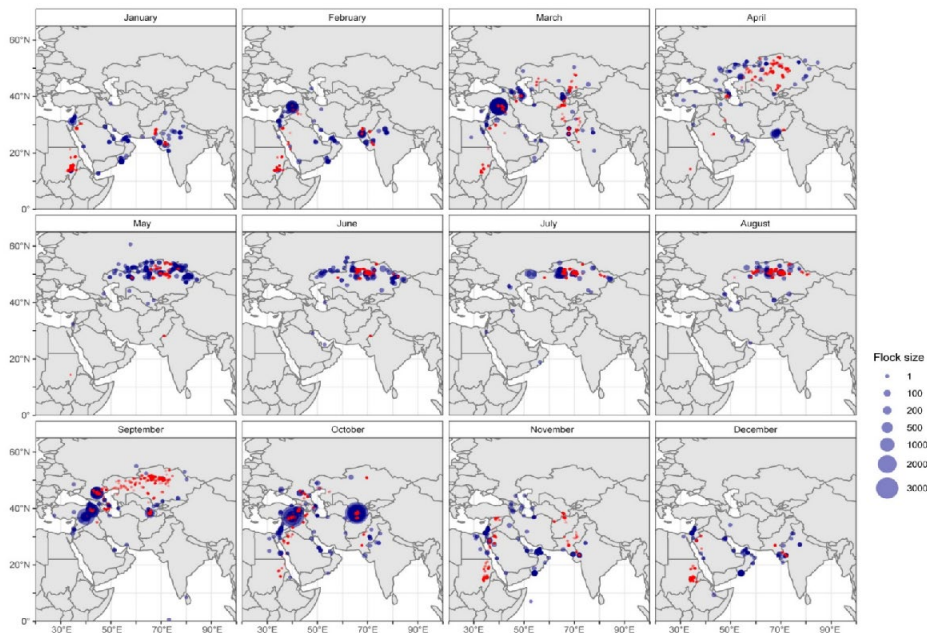 January February March April
60°N
40°N
20°N
0°
May June July August
60°N
40°N
20°N
0°
Flock size
1
100
200
500
1000
2000
3000
September October November December
60°N
40°N
20°N
0°
30°E 50°E 70°E 90°E 30°E 50°E 70°E 90°E 30°E 50°E 70°E 90°E 30°E 50°E 70°E 90°E